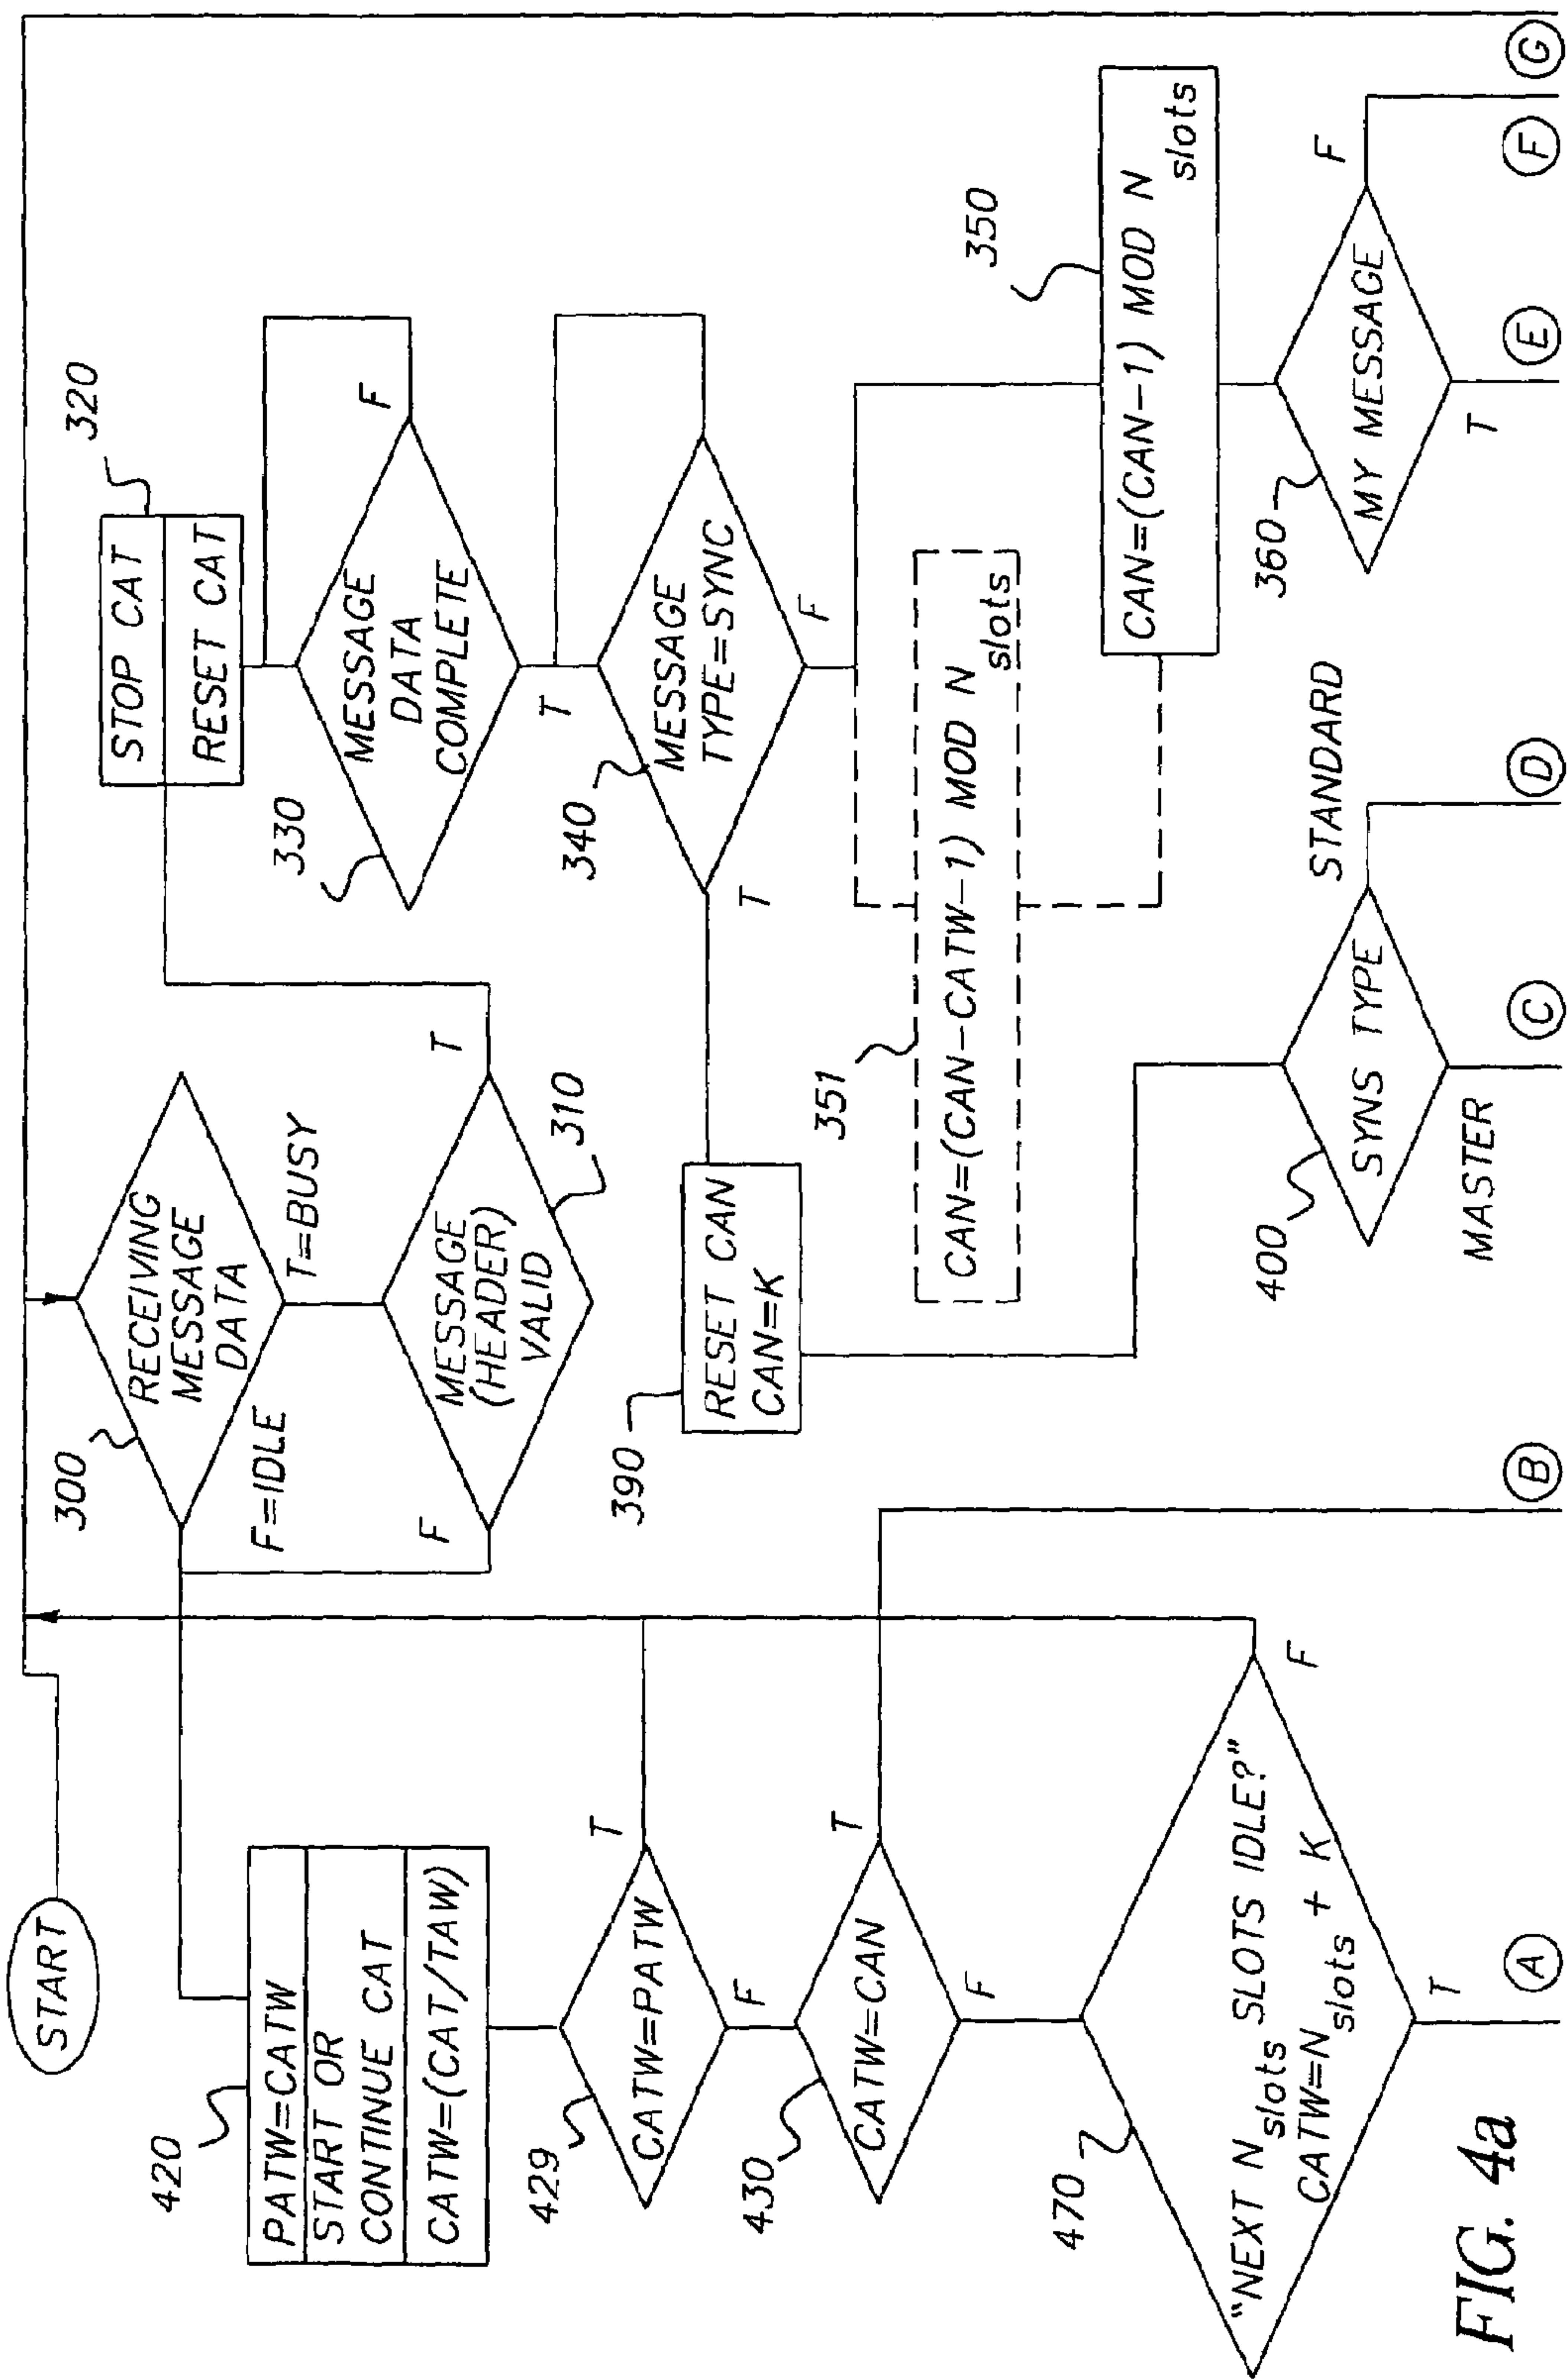 START
300
RECEIVING
MESSAGE
DATA
F=IDLE
T=BUSY
MESSAGE
(HEADER)
VALID
F
T
310
320
STOP CAT
RESET CAT
330
MESSAGE
DATA
COMPLETE
F
T
340
MESSAGE
TYPE=SYNC
T
F
390
RESET CAN
CAN=K
351
CAN=(CAN-CATW-1) MOD N slots
350
CAN=(CAN-1) MOD N slots
360
MY MESSAGE
F
T
400
SYNS TYPE
STANDARD
MASTER
420
PATW=CATW
START OR
CONTINUE CAT
CATW=(CAT/TAW)
429
CATW=PATW
T
F
430
CATW=CAN
T
F
470
"NEXT N slots SLOTS IDLE?"
CATW=N slots + K
F
T
A
B
C
D
E
F
G
FIG. 4a